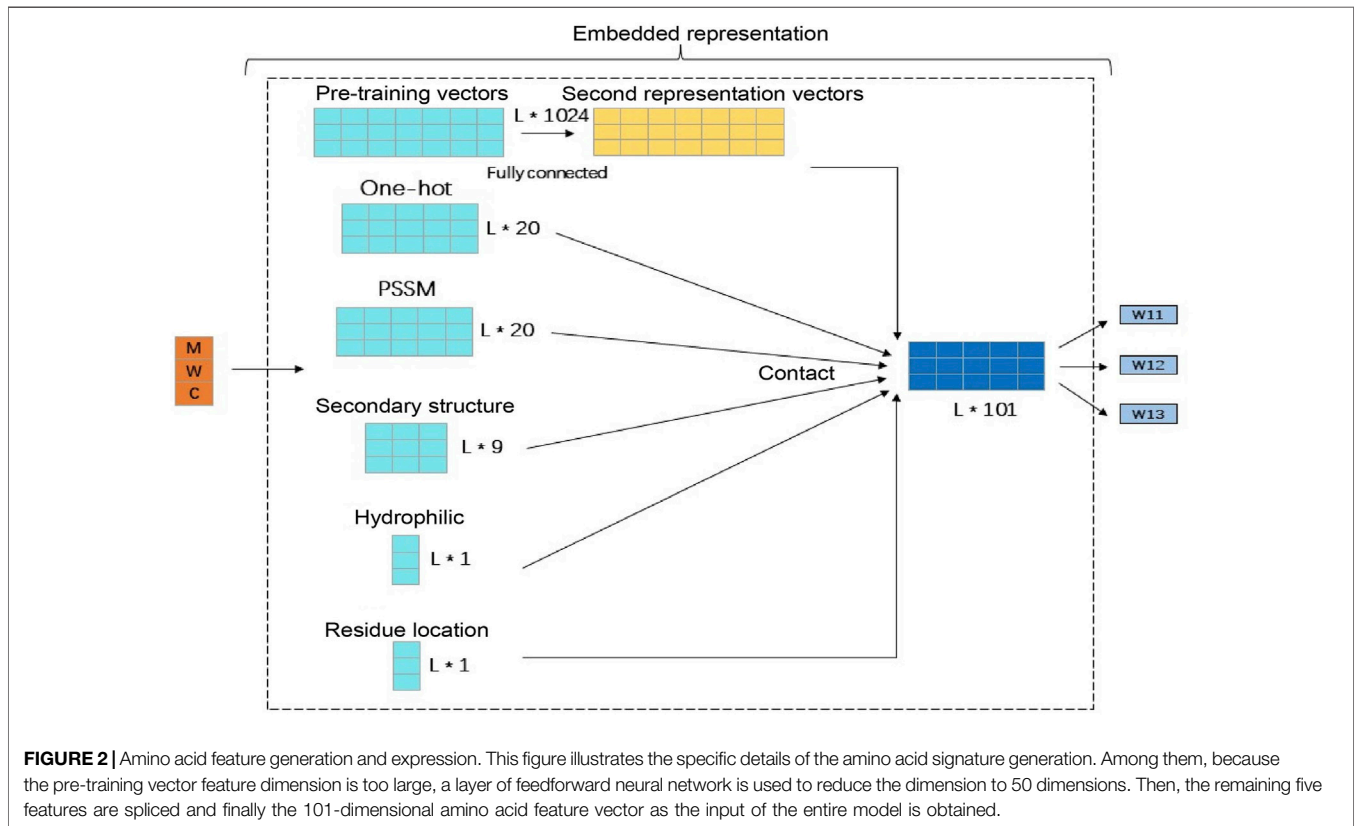 Embedded representation
Pre-training vectors
L * 1024
Second representation vectors
Fully connected
One-hot
L * 20
PSSM
L * 20
M
W
C
Secondary structure
L * 9
Hydrophilic
L * 1
Residue location
L * 1
Contact
L * 101
W11
W12
W13
FIGURE 2 | Amino acid feature generation and expression. This figure illustrates the specific details of the amino acid signature generation. Among them, because
the pre-training vector feature dimension is too large, a layer of feedforward neural network is used to reduce the dimension to 50 dimensions. Then, the remaining five
features are spliced and finally the 101-dimensional amino acid feature vector as the input of the entire model is obtained.